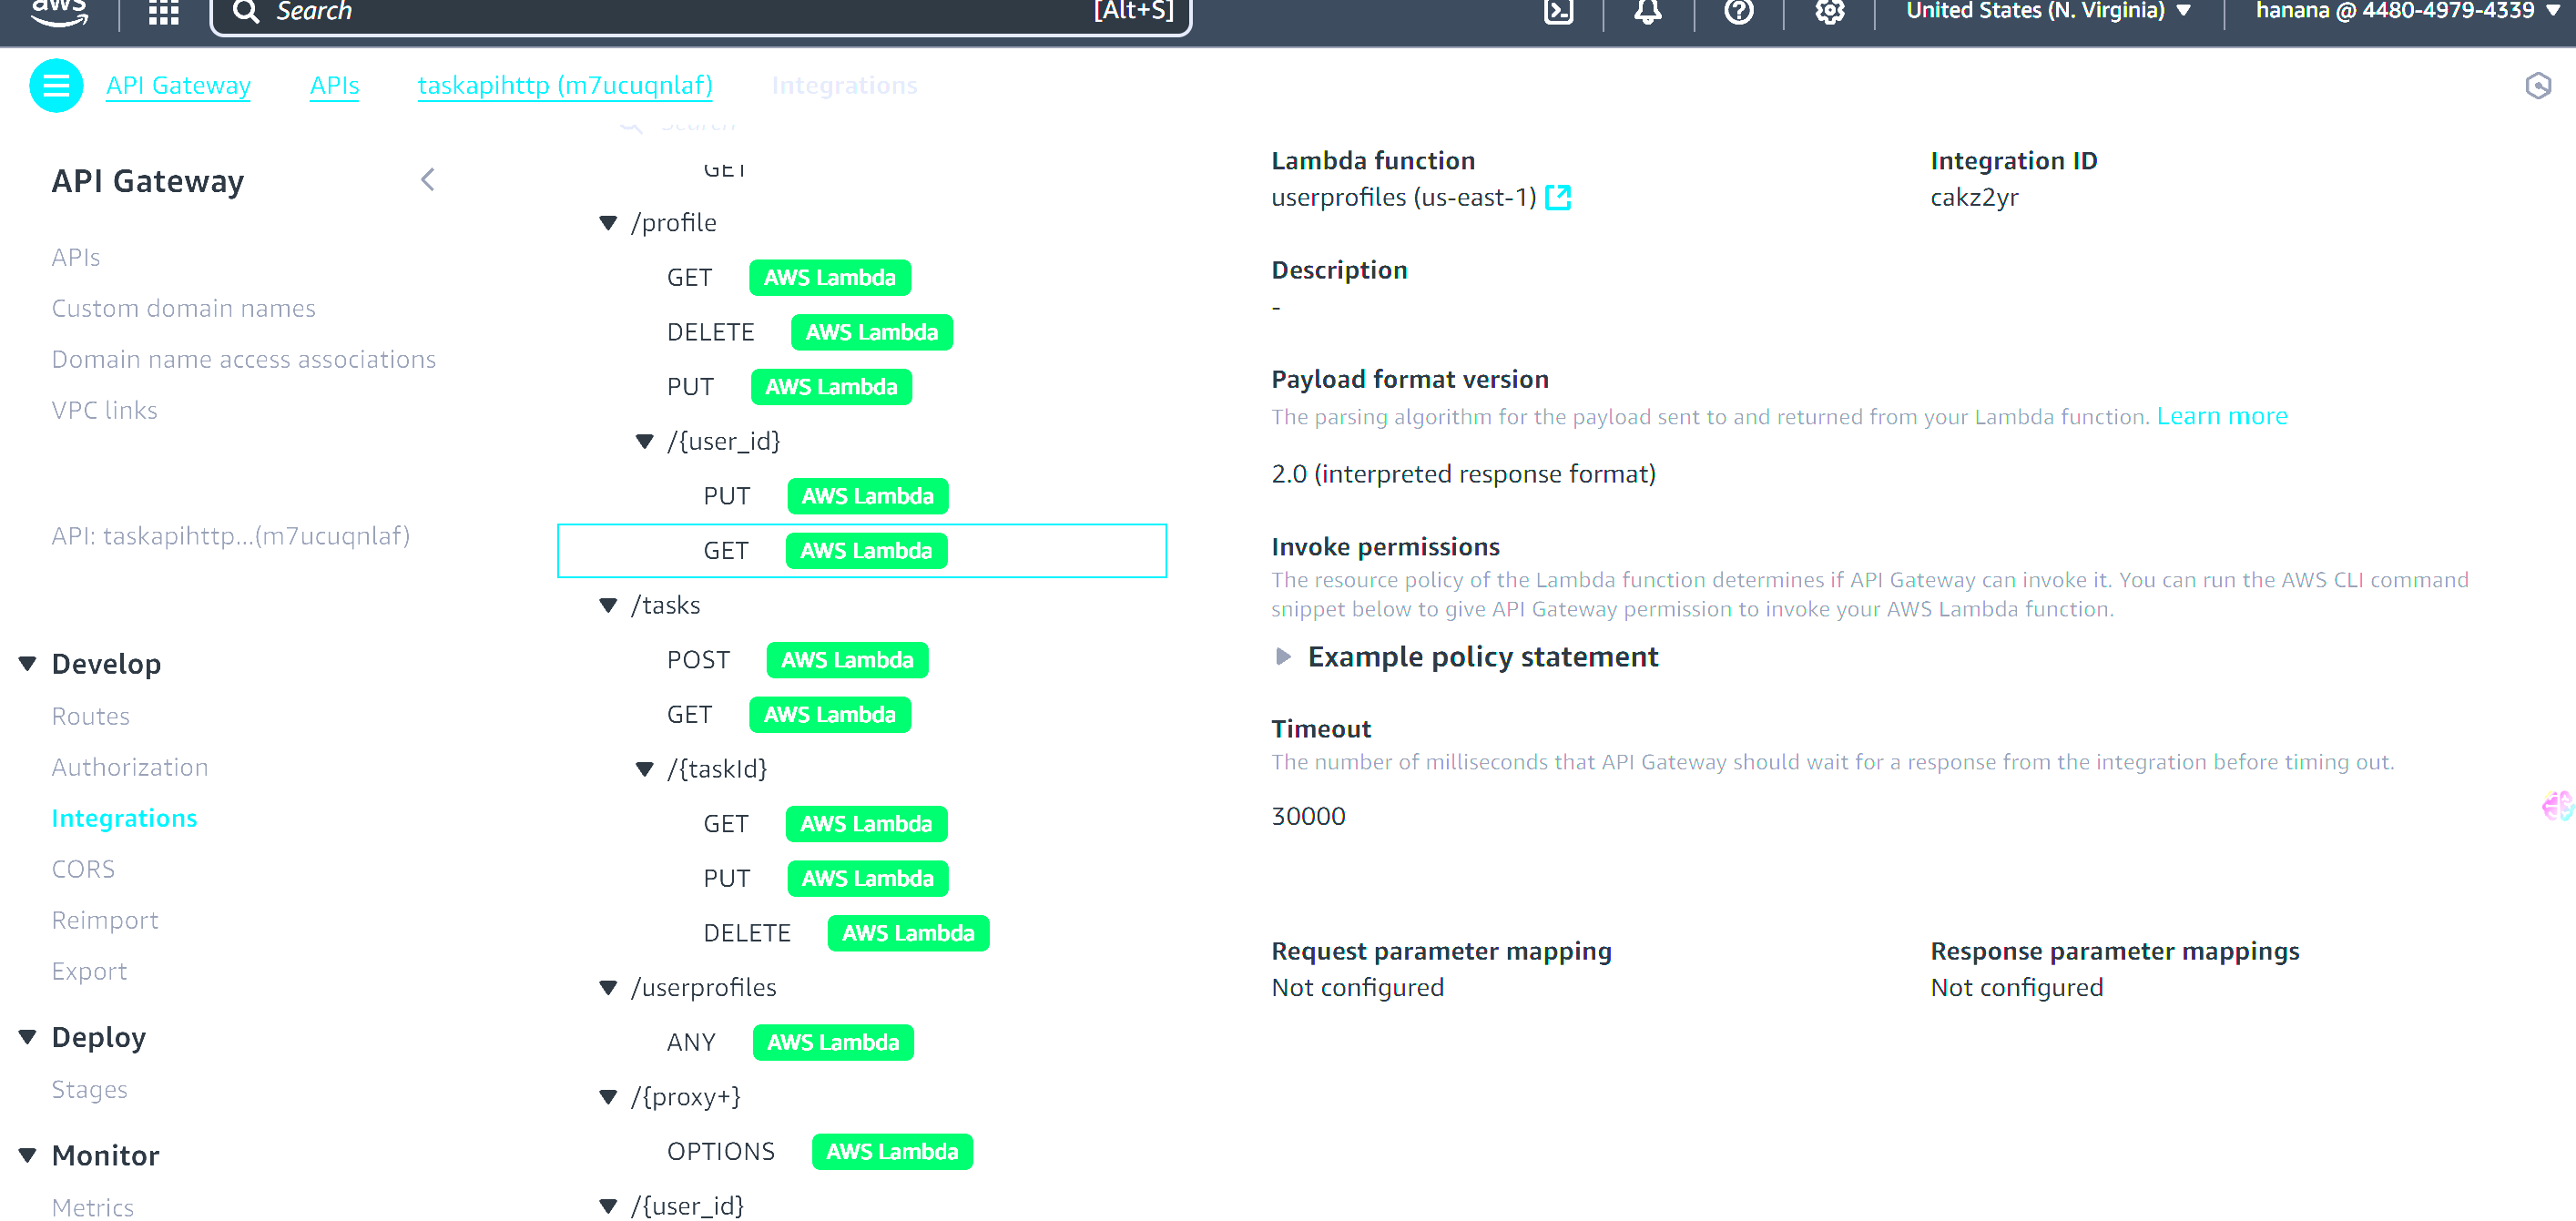 aws
Search
[Alt+S]
United States (N. Virginia)
hanana @ 4480-4979-4339
API Gateway
APIs
taskapihttp (m7ucuqnlaf)
Integrations
API Gateway
APIs
Custom domain names
Domain name access associations
VPC links
API: taskapihttp...(m7ucuqnlaf)
Develop
Routes
Authorization
Integrations
CORS
Reimport
Export
Deploy
Stages
Monitor
Metrics
Search
GET
/profile
GET AWS Lambda
DELETE AWS Lambda
PUT AWS Lambda
/{user_id}
PUT AWS Lambda
GET AWS Lambda
/tasks
POST AWS Lambda
GET AWS Lambda
/{taskId}
GET AWS Lambda
PUT AWS Lambda
DELETE AWS Lambda
/userprofiles
ANY AWS Lambda
/{proxy+}
OPTIONS AWS Lambda
/{user_id}
Lambda function
userprofiles (us-east-1)
Integration ID
cakz2yr
Description
-
Payload format version
The parsing algorithm for the payload sent to and returned from your Lambda function. Learn more
2.0 (interpreted response format)
Invoke permissions
The resource policy of the Lambda function determines if API Gateway can invoke it. You can run the AWS CLI command
snippet below to give API Gateway permission to invoke your AWS Lambda function.
Example policy statement
Timeout
The number of milliseconds that API Gateway should wait for a response from the integration before timing out.
30000
Request parameter mapping
Not configured
Response parameter mappings
Not configured